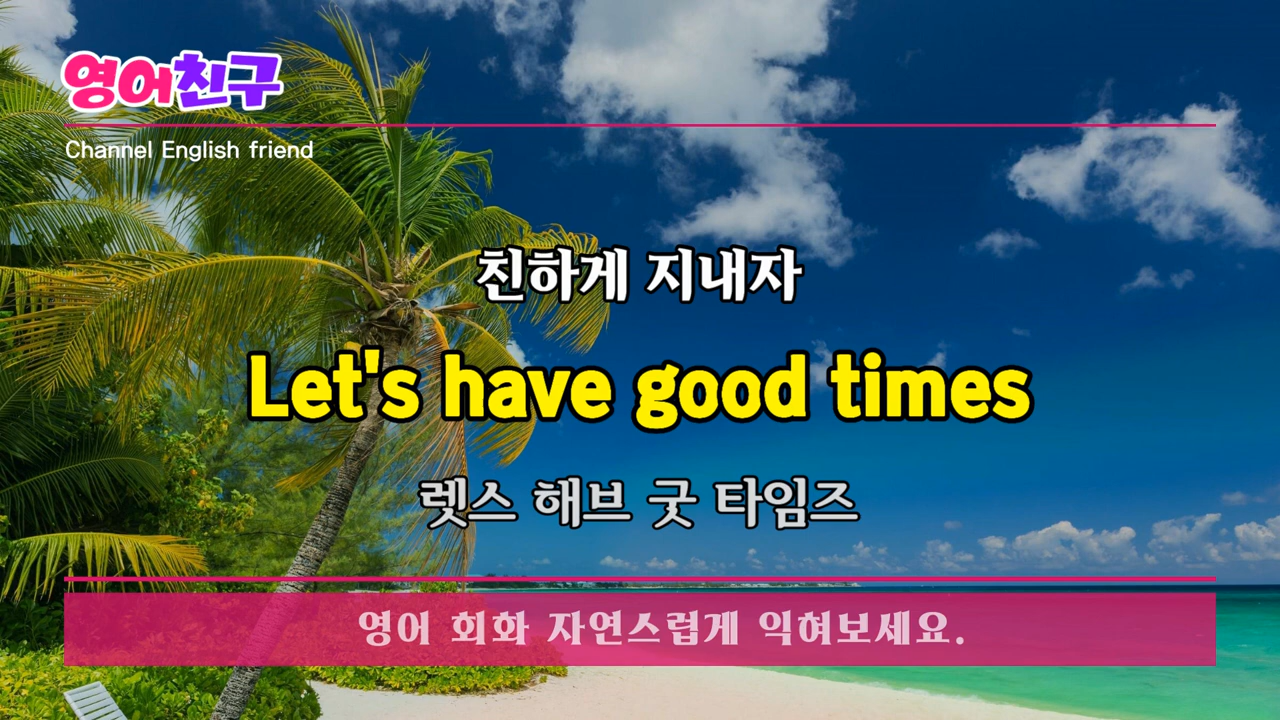 영어친구
Channel English friend
친하게 지내자
Let's have good times
렛스 해브 굿 타임즈
영어 회화 자연스럽게 익혀보세요.